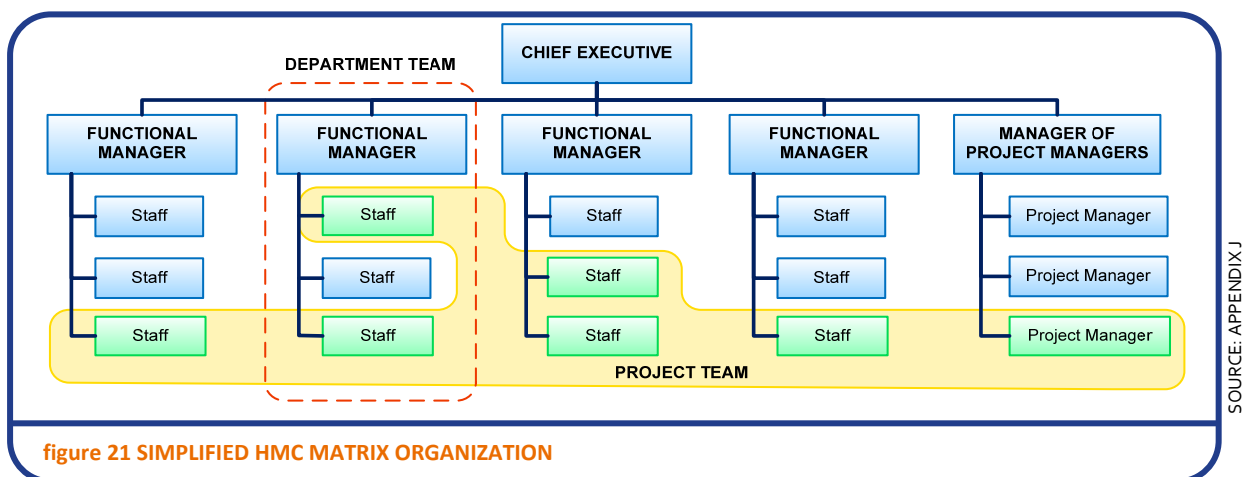 CHIEF EXECUTIVE
DEPARTMENT TEAM
FUNCTIONAL
MANAGER
FUNCTIONAL
MANAGER
FUNCTIONAL
MANAGER
FUNCTIONAL
MANAGER
MANAGER OF
PROJECT MANAGERS
Staff
Staff
Staff
Staff
Project Manager
Staff
Staff
Staff
Staff
Project Manager
Staff
Staff
Staff
Staff
Project Manager
PROJECT TEAM
SOURCE: APPENDIX J
figure 21 SIMPLIFIED HMC MATRIX ORGANIZATION